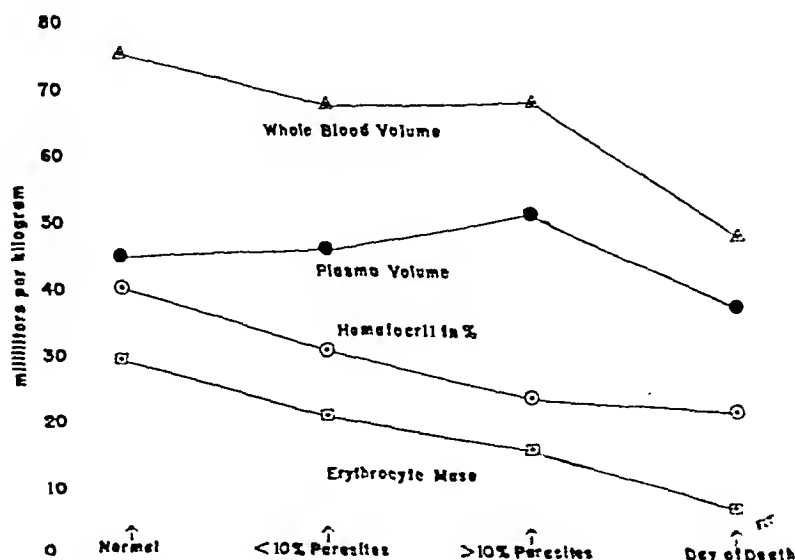 80
70
Whole Blood Volume
60
milliliters per kilogram
50
Plasma Volume
40
Hematocrit in %
30
20
Erythrocyte Mass
10
0
Normal
<10% Parasites
>10% Parasites
Day of Death